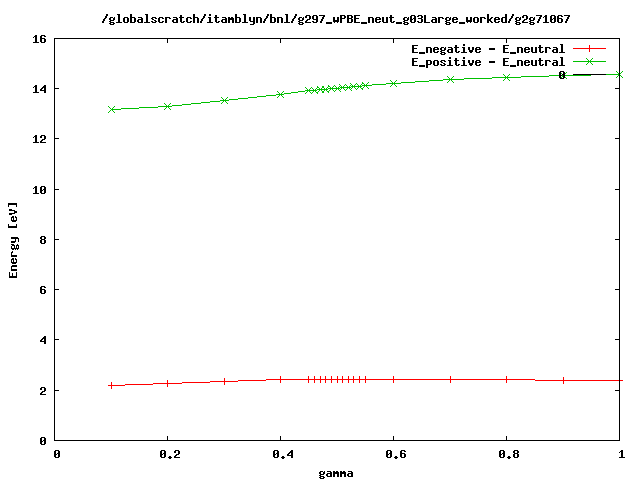 /globalscratch/itamblyn/bnl/g297_wPBE_neut_g03Large_worked/g2g71067
16
E_negative - E_neutral
E_positive - E_neutral
0
14
12
10
8
6
4
2
0
Energy [eV]
0 0.2 0.4 0.6 0.8 1
gamma